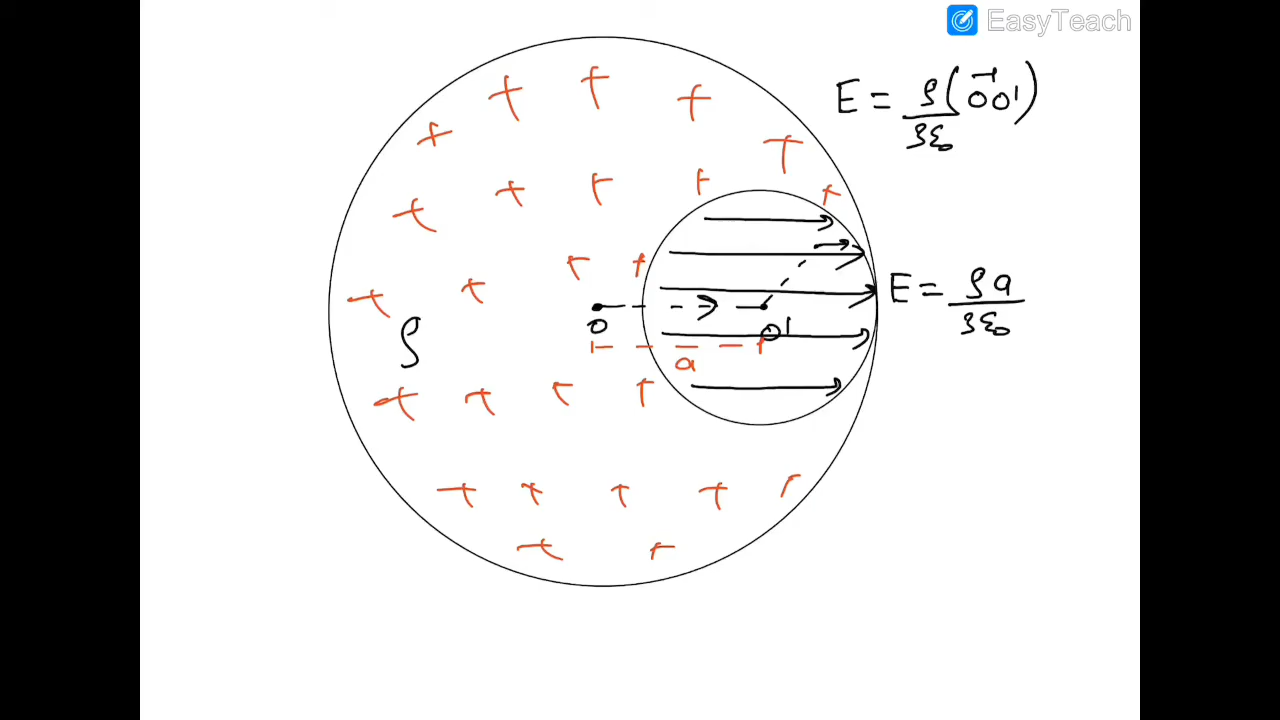 EasyTeach
E = ρ(OO⃗')/3ε₀
ρ
O
O'
a
E = ρa/3ε₀